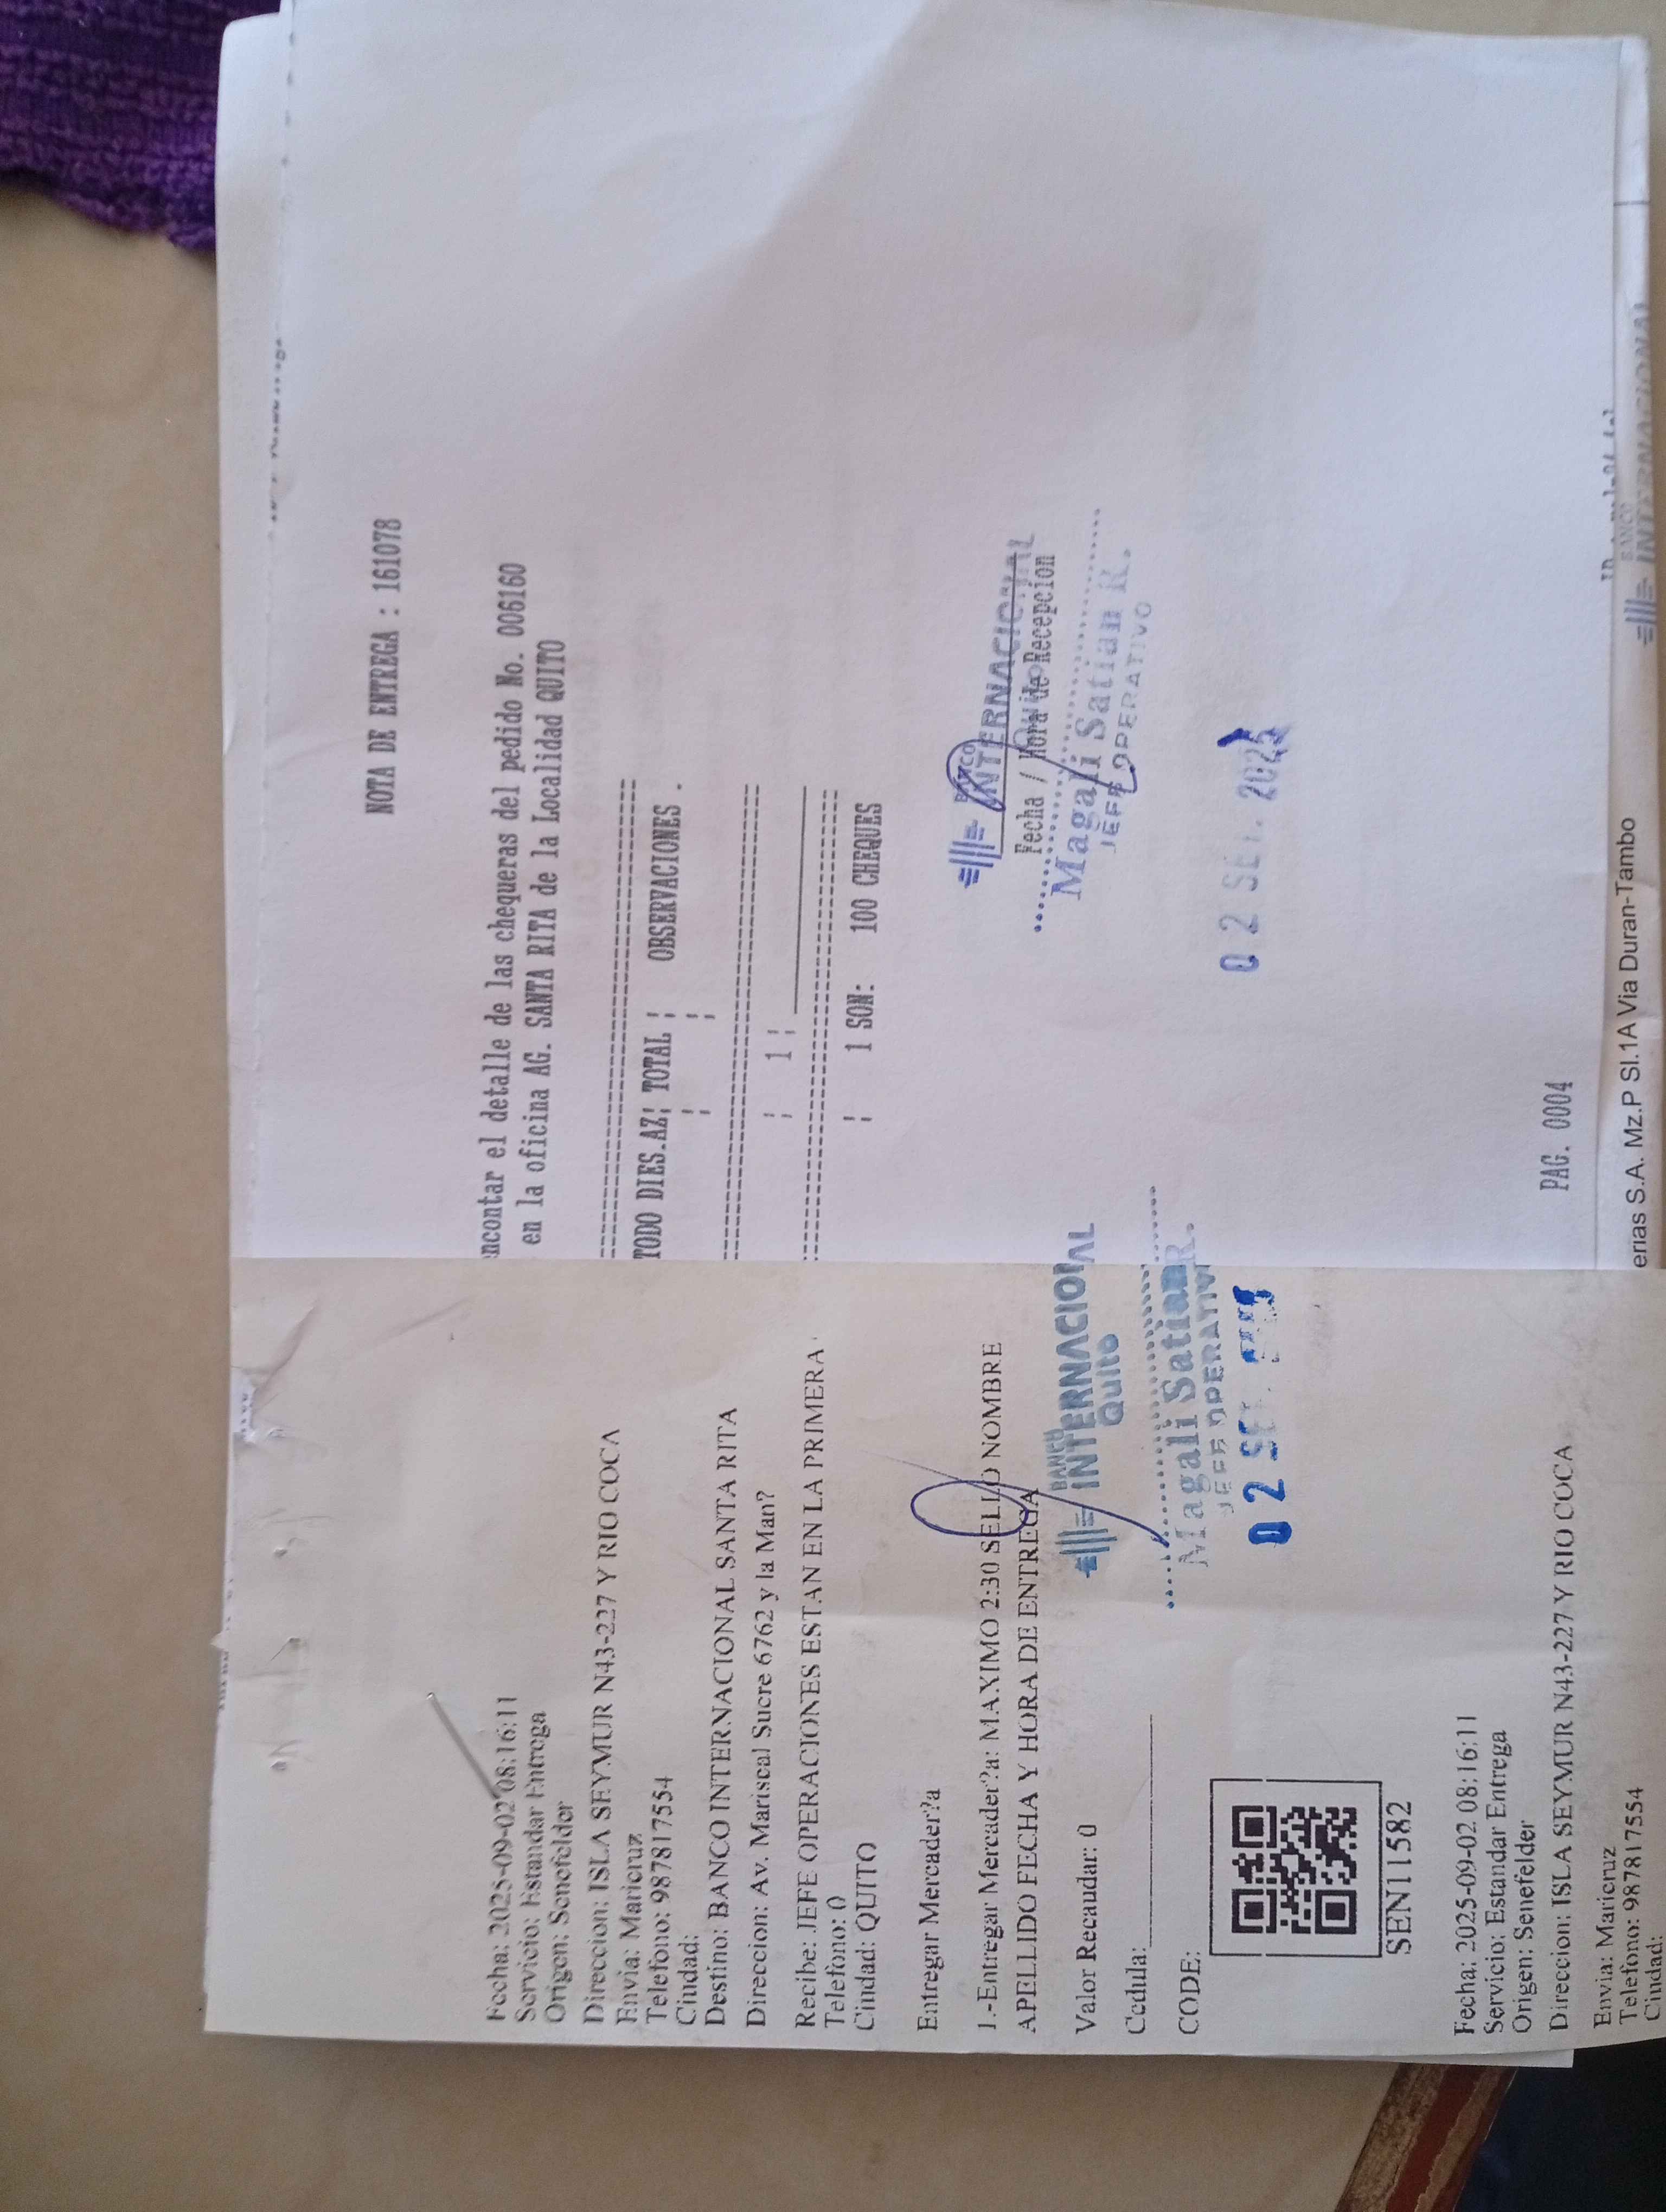 NOTA DE ENTREGA : 161078
encontar el detalle de las chequeras del pedido No. 006160
en la oficina AG. SANTA RITA de la Localidad QUITO
TODO DIES.AZ; TOTAL ; OBSERVACIONES .
; 1 ;
; 1 SON: 100 CHEQUES
BANCO
INTERNACIONAL
Fecha / Hora de Recepcion
Magali Satian R.
JEFE OPERATIVO
02 SET. 2025
PAG. 0004
erias S.A. Mz.P Sl.1A Via Duran-Tambo
BANCO
INTERNACIONAL
Fecha: 2025-09-02 08:16:11
Servicio: Estandar Entrega
Origen: Senefelder
Direccion: ISLA SEYMUR N43-227 Y RIO COCA
Envia: Maricruz
Telefono: 987817554
Ciudad:
Destino: BANCO INTERNACIONAL SANTA RITA
Direccion: Av. Mariscal Sucre 6762 y la Man?
Recibe: JEFE OPERACIONES ESTAN EN LA PRIMERA
Telefono: 0
Ciudad: QUITO
Entregar Mercader?a
1.-Entregar Mercader?a: MAXIMO 2:30 SELLO NOMBRE
APELLIDO FECHA Y HORA DE ENTREGA
Valor Recaudar: 0
Cedula:
CODE:
SEN11582
BANCO
INTERNACIONAL
Quito
Magali Satian R.
JEFE OPERATIVO
02 SE
Fecha: 2025-09-02 08:16:11
Servicio: Estandar Entrega
Origen: Senefelder
Direccion: ISLA SEYMUR N43-227 Y RIO COCA
Envia: Maricruz
Telefono: 987817554
Ciudad: